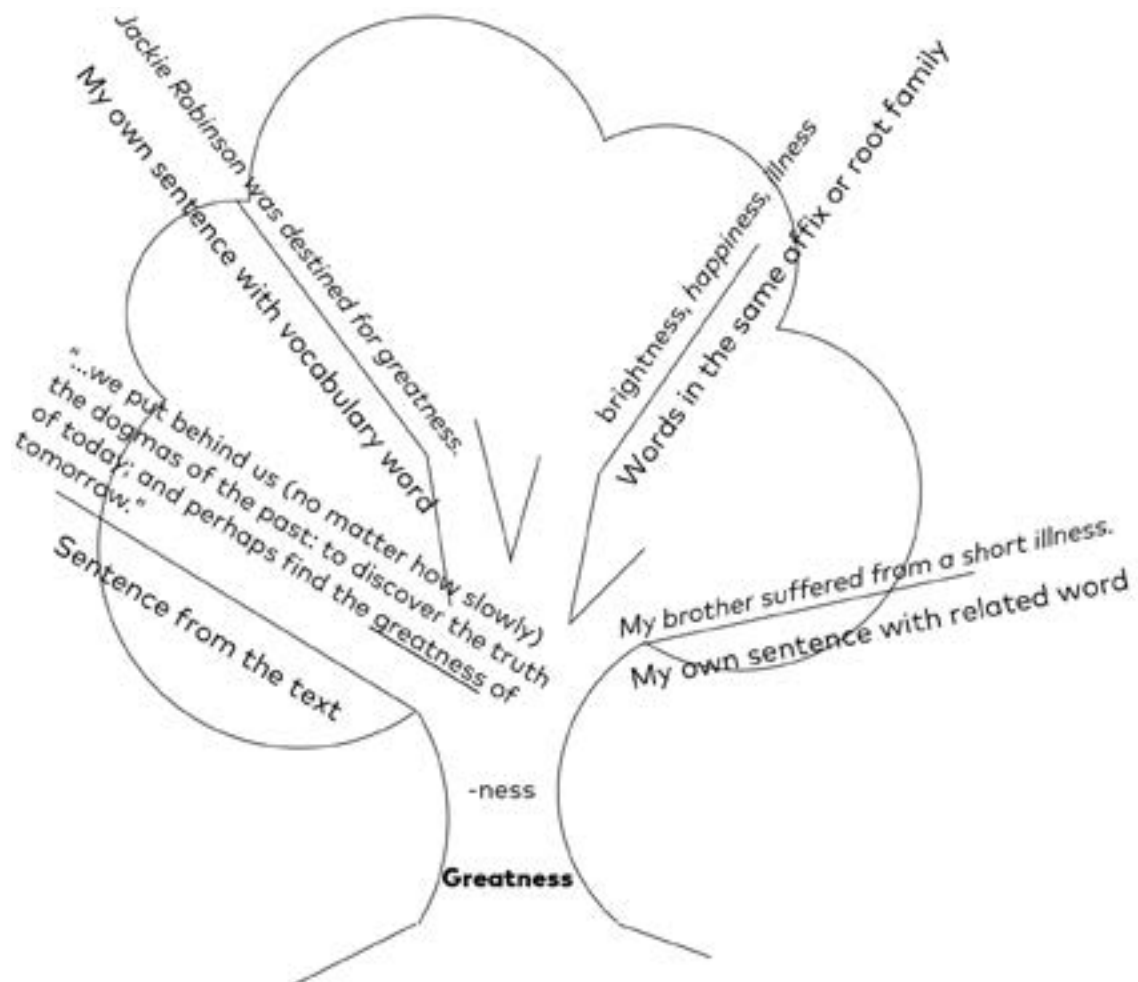 Jackie Robinson was destined for greatness.
My own sentence with vocabulary word
brightness, happiness, illness
Words in the same affix or root family
"...we put behind us (no matter how slowly)
the dogmas of the past: to discover the truth
of today; and perhaps find the greatness of
tomorrow."
Sentence from the text
My brother suffered from a short illness.
My own sentence with related word
-ness
Greatness